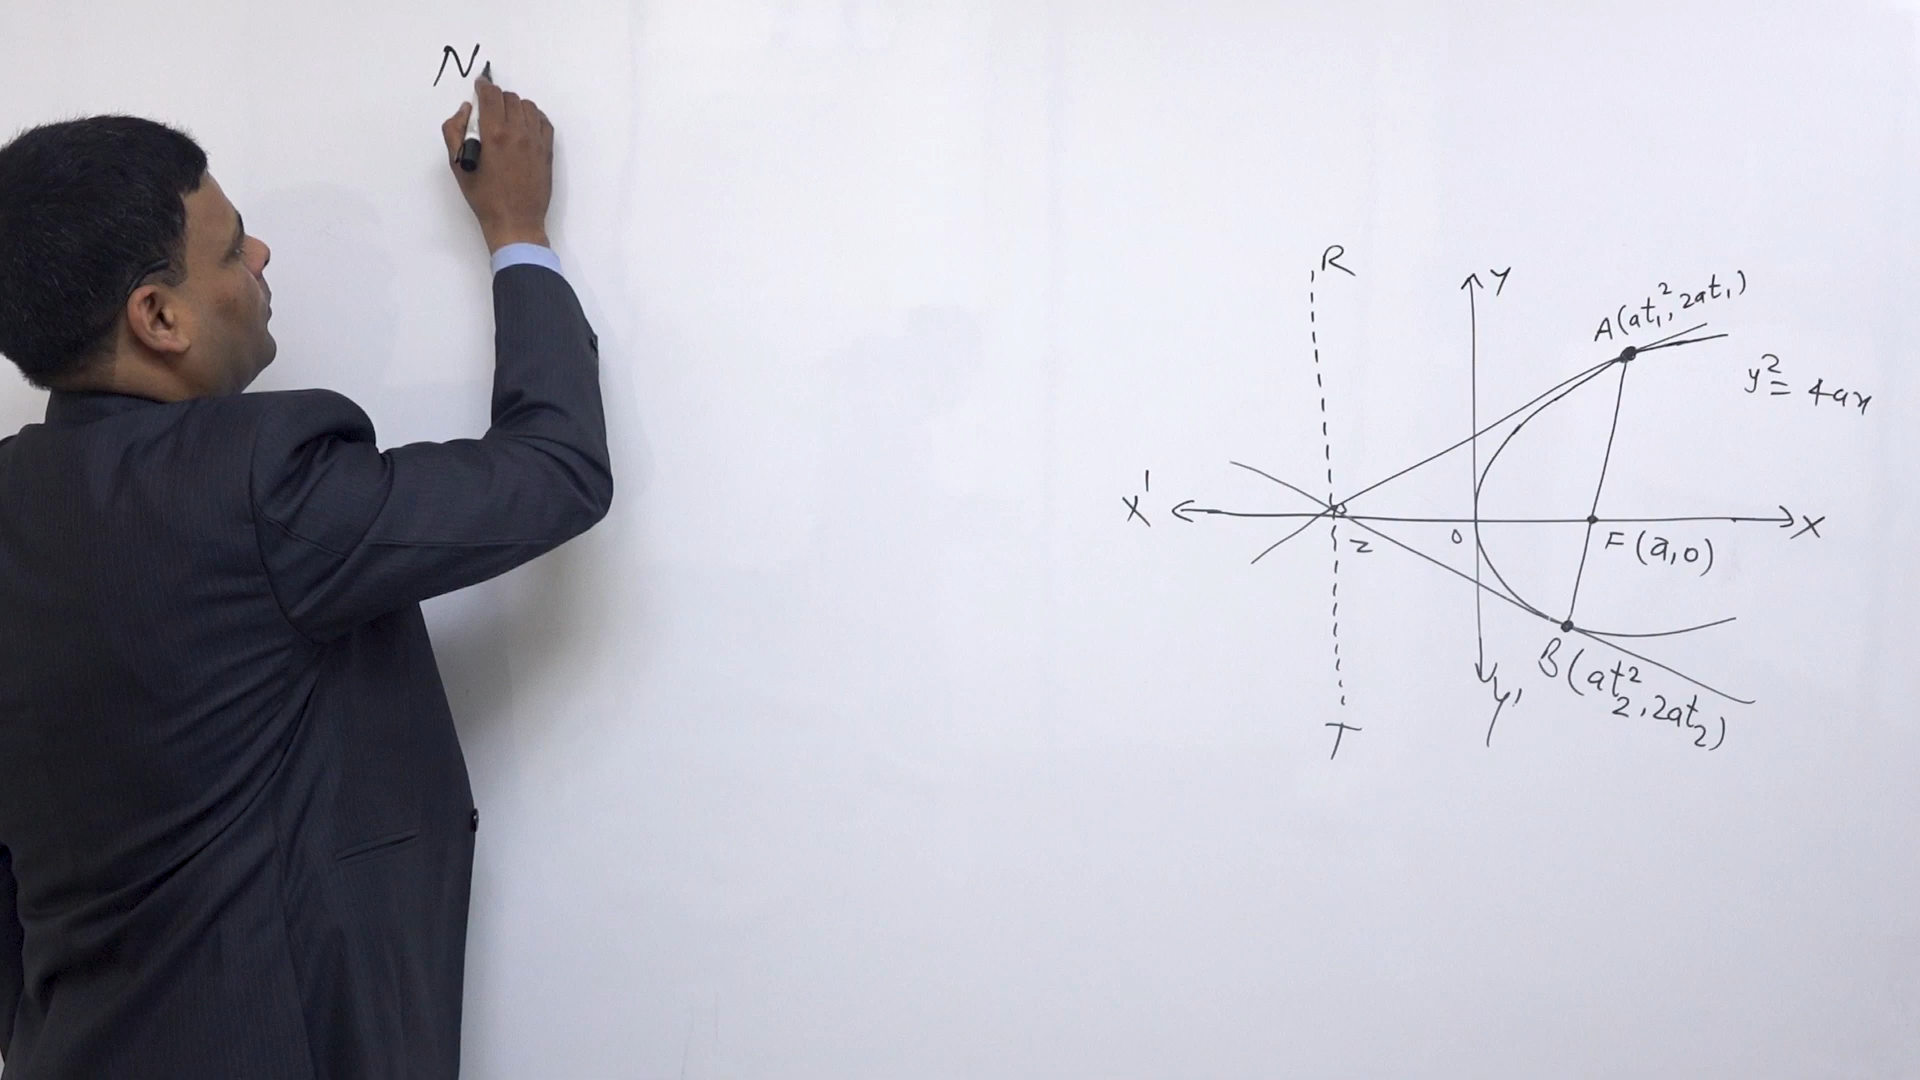 N
R
Y
A(at₁², 2at₁)
y² = 4ax
X'
Z
O
F(a,0)
X
B(at₂², 2at₂)
Y'
T